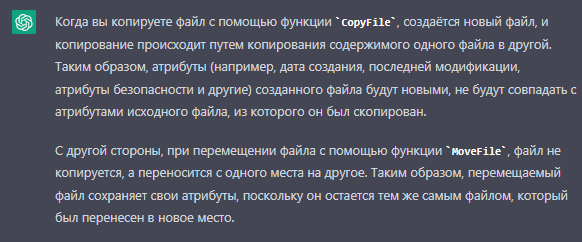 Когда вы копируете файл с помощью функции `CopyFile`, создаётся новый файл, и
копирование происходит путем копирования содержимого одного файла в другой.
Таким образом, атрибуты (например, дата создания, последней модификации,
атрибуты безопасности и другие) созданного файла будут новыми, не будут совпадать с
атрибутами исходного файла, из которого он был скопирован.
С другой стороны, при перемещении файла с помощью функции `MoveFile`, файл не
копируется, а переносится с одного места на другое. Таким образом, перемещаемый
файл сохраняет свои атрибуты, поскольку он остается тем же самым файлом, который
был перенесен в новое место.